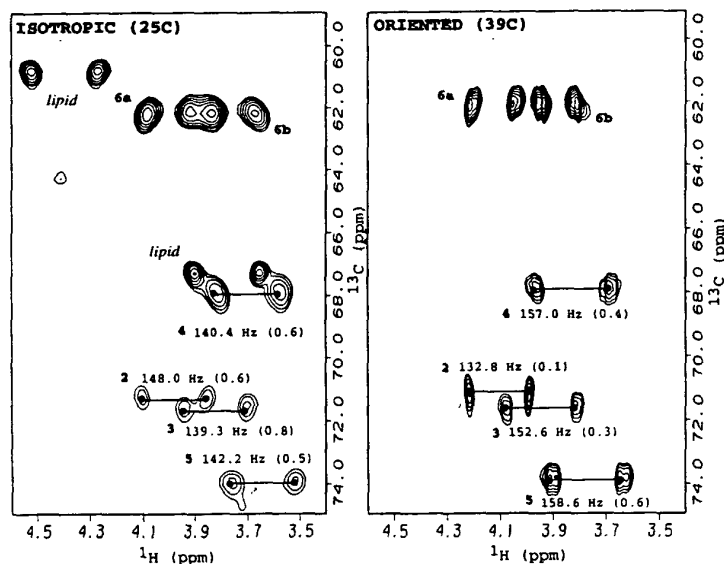 ISOTROPIC (25C)
lipid
6a
6b
lipid
4 140.4 Hz (0.6)
2 148.0 Hz (0.6)
3 139.3 Hz (0.8)
5 142.2 Hz (0.5)
4.5 4.3 4.1 3.9 3.7 3.5
¹H (ppm)
60.0
62.0
64.0
66.0
68.0
70.0
72.0
74.0
¹³C (ppm)
ORIENTED (39C)
6a
6b
4 157.0 Hz (0.4)
2 132.8 Hz (0.1)
3 152.6 Hz (0.3)
5 158.6 Hz (0.6)
4.5 4.3 4.1 3.9 3.7 3.5
¹H (ppm)
60.0
62.0
64.0
66.0
68.0
70.0
72.0
74.0
¹³C (ppm)